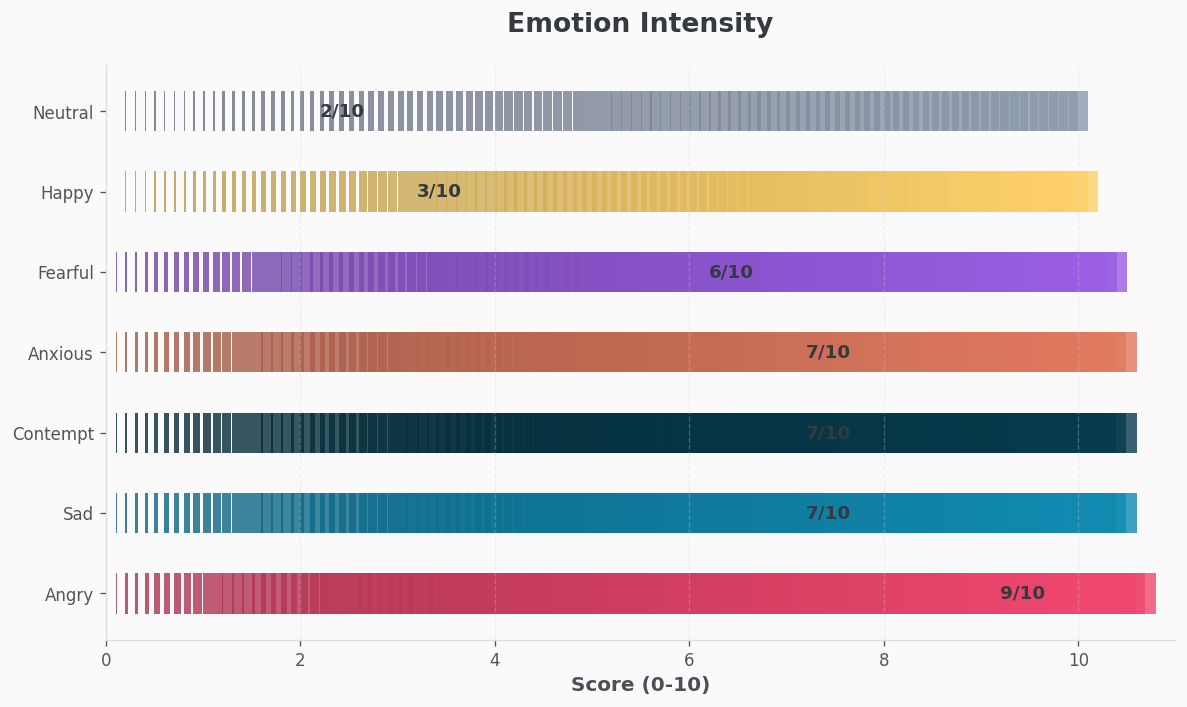 Emotion Intensity
Neutral 2/10
Happy 3/10
Fearful 6/10
Anxious 7/10
Contempt 7/10
Sad 7/10
Angry 9/10
0 2 4 6 8 10
Score (0-10)